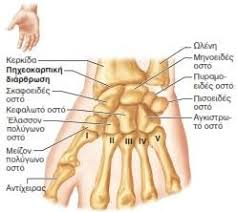 Κερκίδα
Πηχεοκαρπική
διάρθρωση
Σκαφοειδές
οστό
Κεφαλωτό οστό
Έλασσον
πολύγωνο
οστό
Μείζον
πολύγωνο
οστό
Αντίχειρας
I
II
III
IV
V
Ωλένη
Μηνοειδές
οστό
Πυραμο-
ειδές οστό
Πισοειδές
οστό
Αγκιστρω-
το οστό